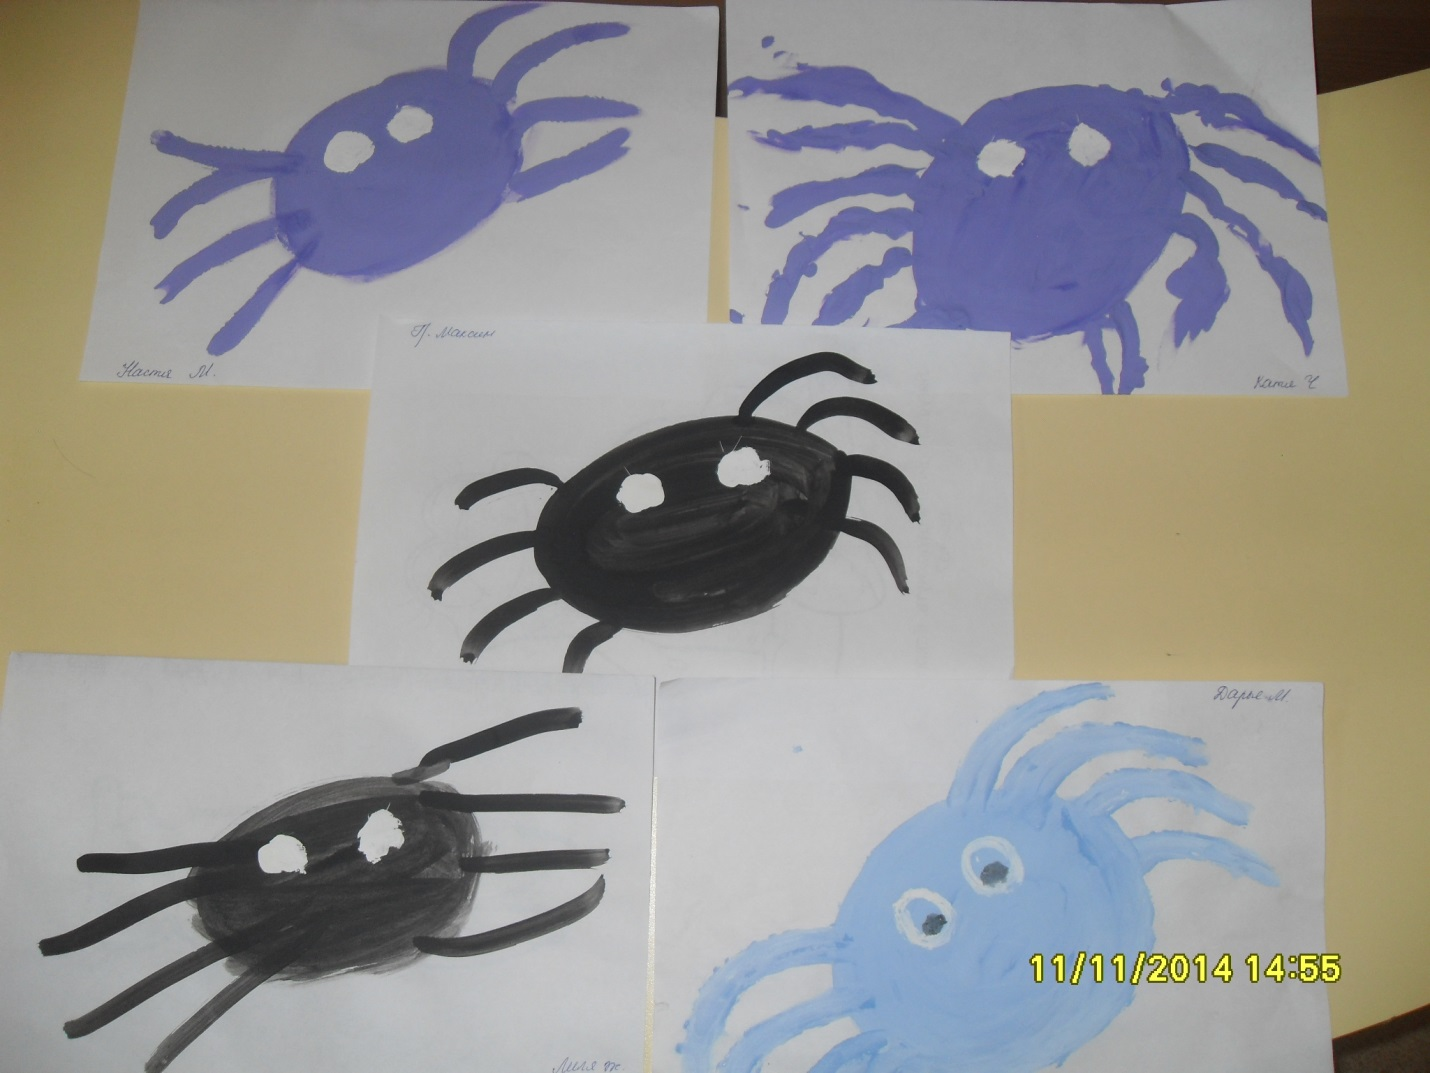 Настя М.
Катя Ч
П. Максим
Дарья М.
Лиля Ж.
11/11/2014 14:55